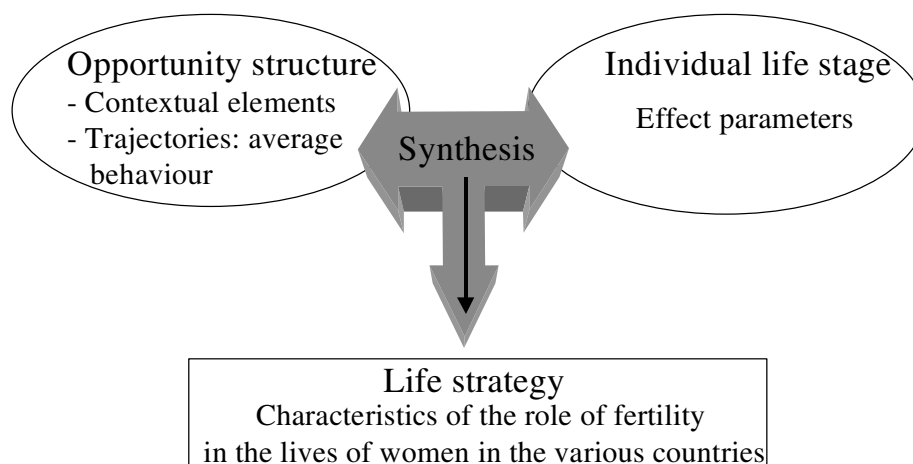 Opportunity structure
- Contextual elements
- Trajectories: average
behaviour
Individual life stage
Effect parameters
Synthesis
Life strategy
Characteristics of the role of fertility
in the lives of women in the various countries